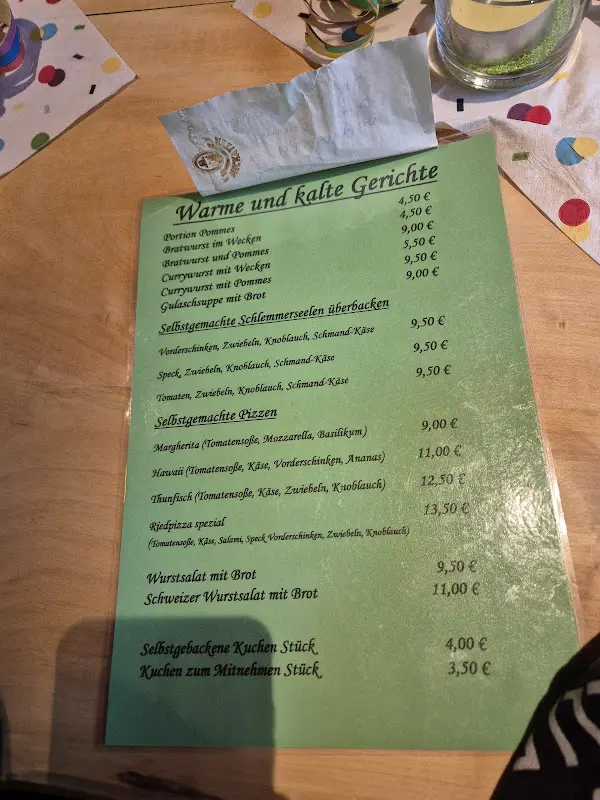 Warme und kalte Gerichte
Portion Pommes 4,50 €
Bratwurst im Wecken 4,50 €
Bratwurst und Pommes 9,00 €
Currywurst mit Wecken 5,50 €
Currywurst mit Pommes 9,50 €
Gulaschsuppe mit Brot 9,00 €
Selbstgemachte Schlemmerseelen überbacken
Vorderschinken, Zwiebeln, Knoblauch, Schmand-Käse 9,50 €
Speck, Zwiebeln, Knoblauch, Schmand-Käse 9,50 €
Tomaten, Zwiebeln, Knoblauch, Schmand-Käse 9,50 €
Selbstgemachte Pizzen
Margherita (Tomatensoße, Mozzarella, Basilikum) 9,00 €
Hawaii (Tomatensoße, Käse, Vorderschinken, Ananas) 11,00 €
Thunfisch (Tomatensoße, Käse, Zwiebeln, Knoblauch) 12,50 €
Riedpizza spezial 13,50 €
(Tomatensoße, Käse, Salami, Speck Vorderschinken, Zwiebeln, Knoblauch)
Wurstsalat mit Brot 9,50 €
Schweizer Wurstsalat mit Brot 11,00 €
Selbstgebackene Kuchen Stück 4,00 €
Kuchen zum Mitnehmen Stück 3,50 €